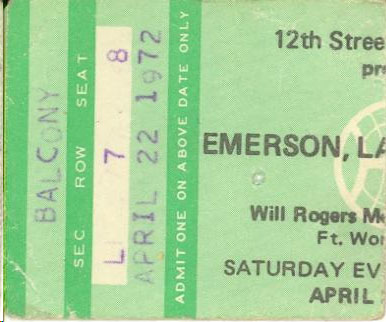 BALCONY
SEC ROW SEAT
L 7 8
APRIL 22 1972
ADMIT ONE ON ABOVE DATE ONLY
12th Stree
pre
EMERSON, LA
Will Rogers M
Ft. Wor
SATURDAY EV
APRIL